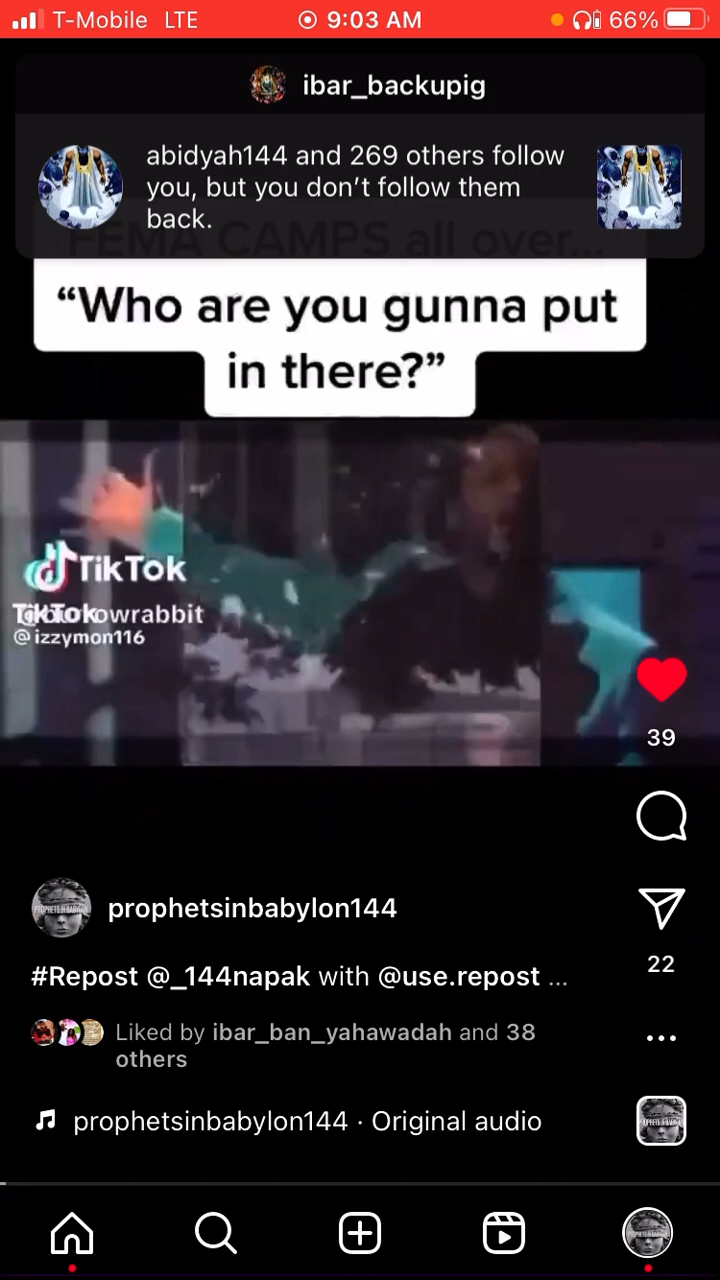 T-Mobile LTE 9:03 AM 66%
ibar_backupig
abidyah144 and 269 others follow
you, but you don’t follow them
back.
FEMA CAMPS all over...
“Who are you gunna put
in there?”
TikTok
TikTok
owrabbit
@izzymon116
39
prophetsinbabylon144
#Repost @_144napak with @use.repost ...
22
Liked by ibar_ban_yahawadah and 38
others
prophetsinbabylon144 · Original audio